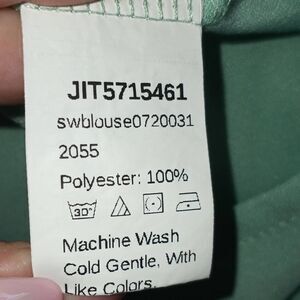 JIT5715461
swblouse0720031
2055
Polyester: 100%
30°
Machine Wash
Cold Gentle, With
Like Colors,